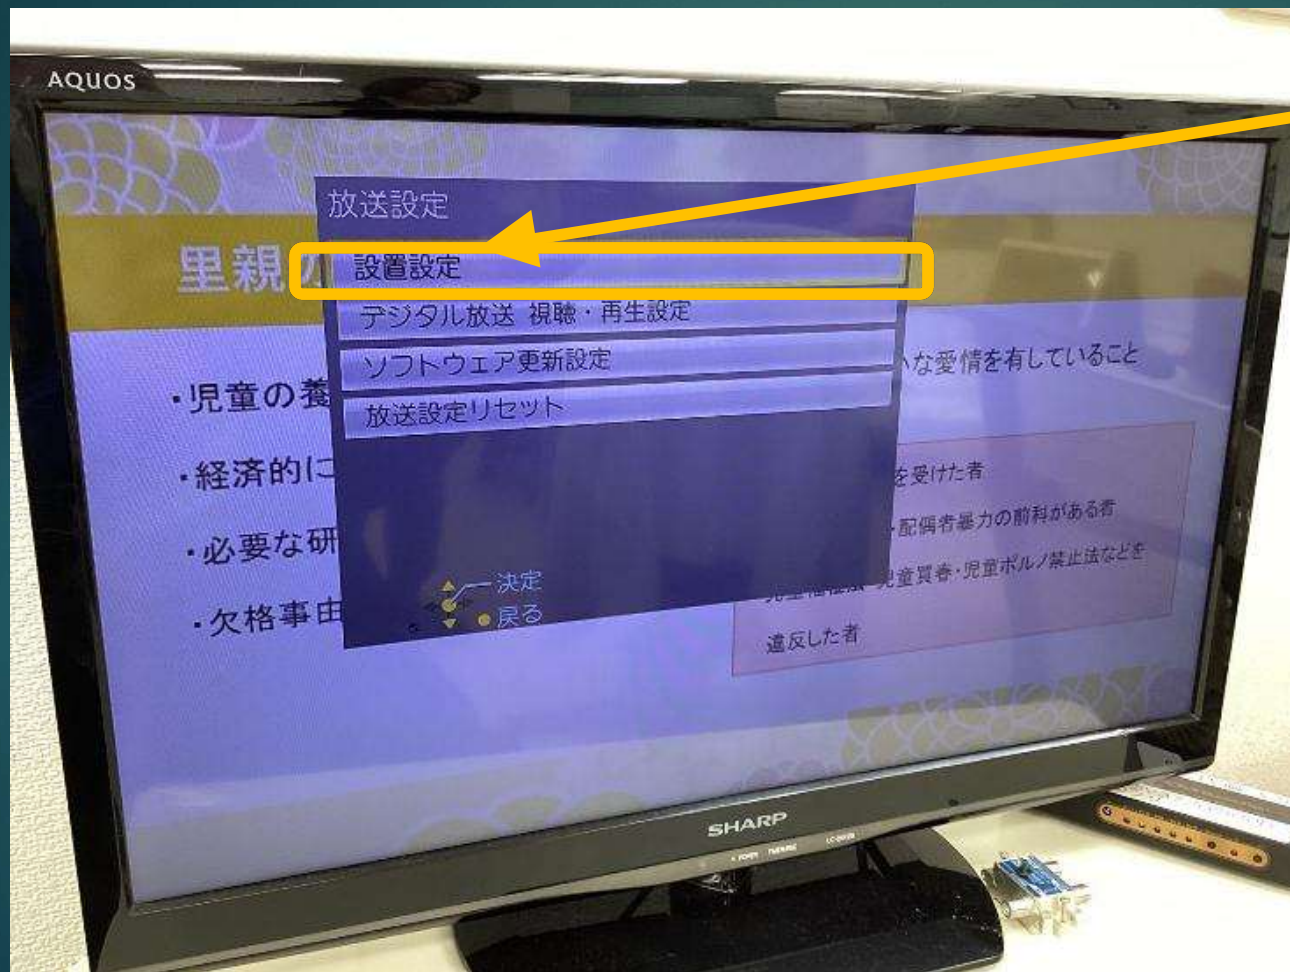 AQUOS
放送設定
里親
設置設定
デジタル放送 視聴・再生設定
ソフトウェア更新設定
放送設定リセット
・児童の養
かな愛情を有していること
・経済的に
を受けた者
・必要な研
・配偶者暴力の前科がある者
児童買春・児童ポルノ禁止法などを
・欠格事由
違反した者
決定
戻る
SHARP
POWER